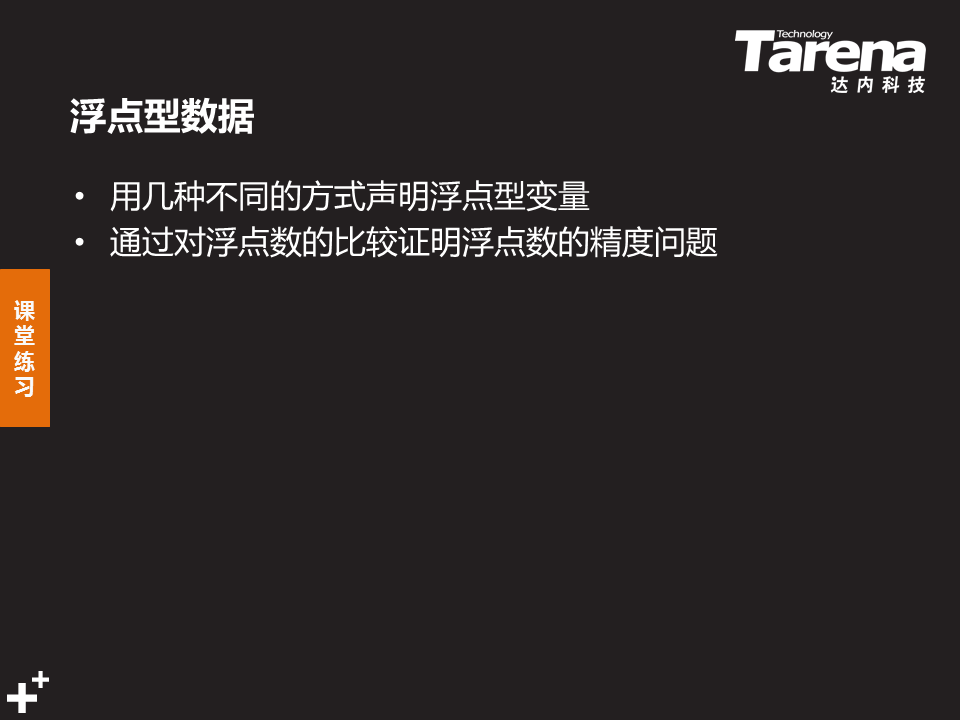 Technology
Tarena
达内科技
浮点型数据
• 用几种不同的方式声明浮点型变量
• 通过对浮点数的比较证明浮点数的精度问题
课
堂
练
习